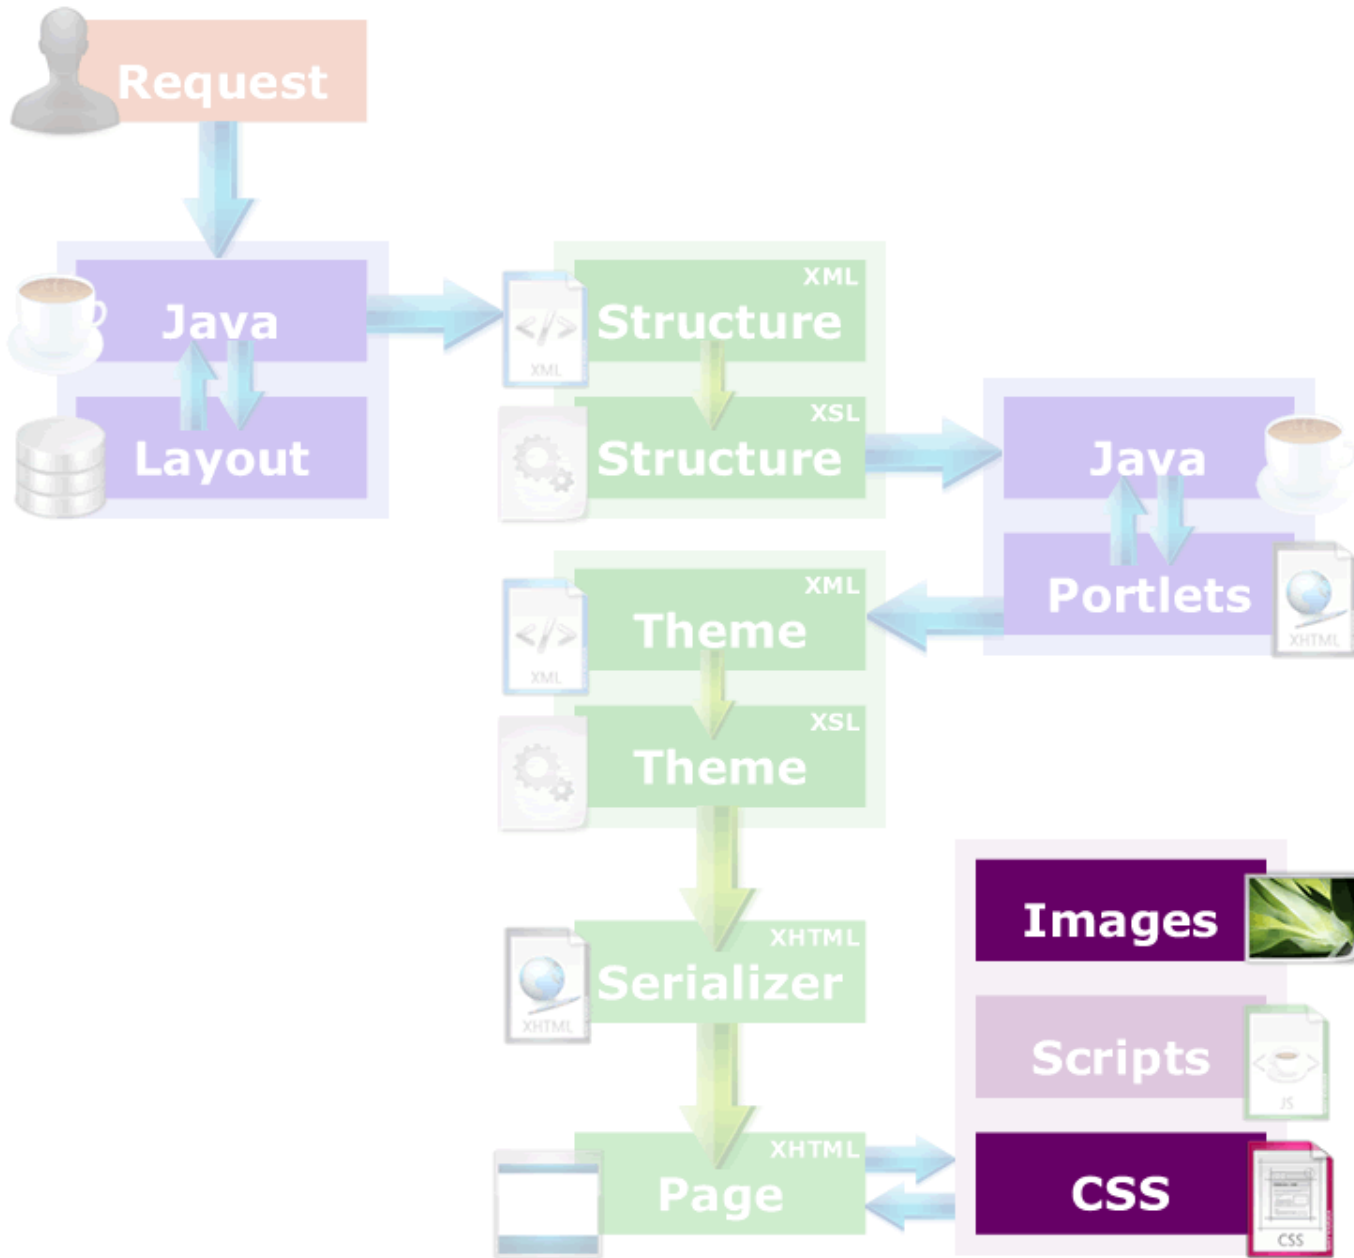 Request
Java
Layout
XML
Structure
XML
XSL
Structure
Java
Portlets
XHTML
XML
Theme
XML
XSL
Theme
XHTML
Serializer
XHTML
XHTML
Page
Images
Scripts
JS
CSS
CSS